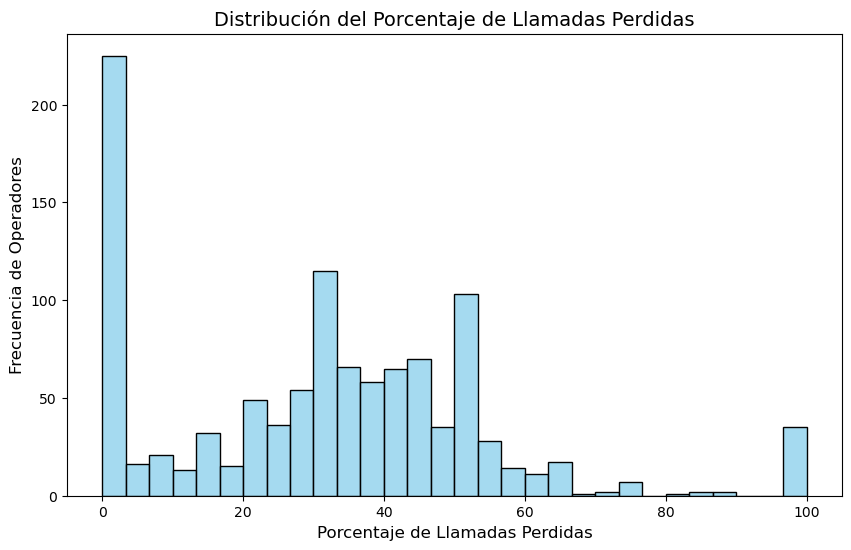 Distribución del Porcentaje de Llamadas Perdidas
Frecuencia de Operadores
200
150
100
50
0
0 20 40 60 80 100
Porcentaje de Llamadas Perdidas